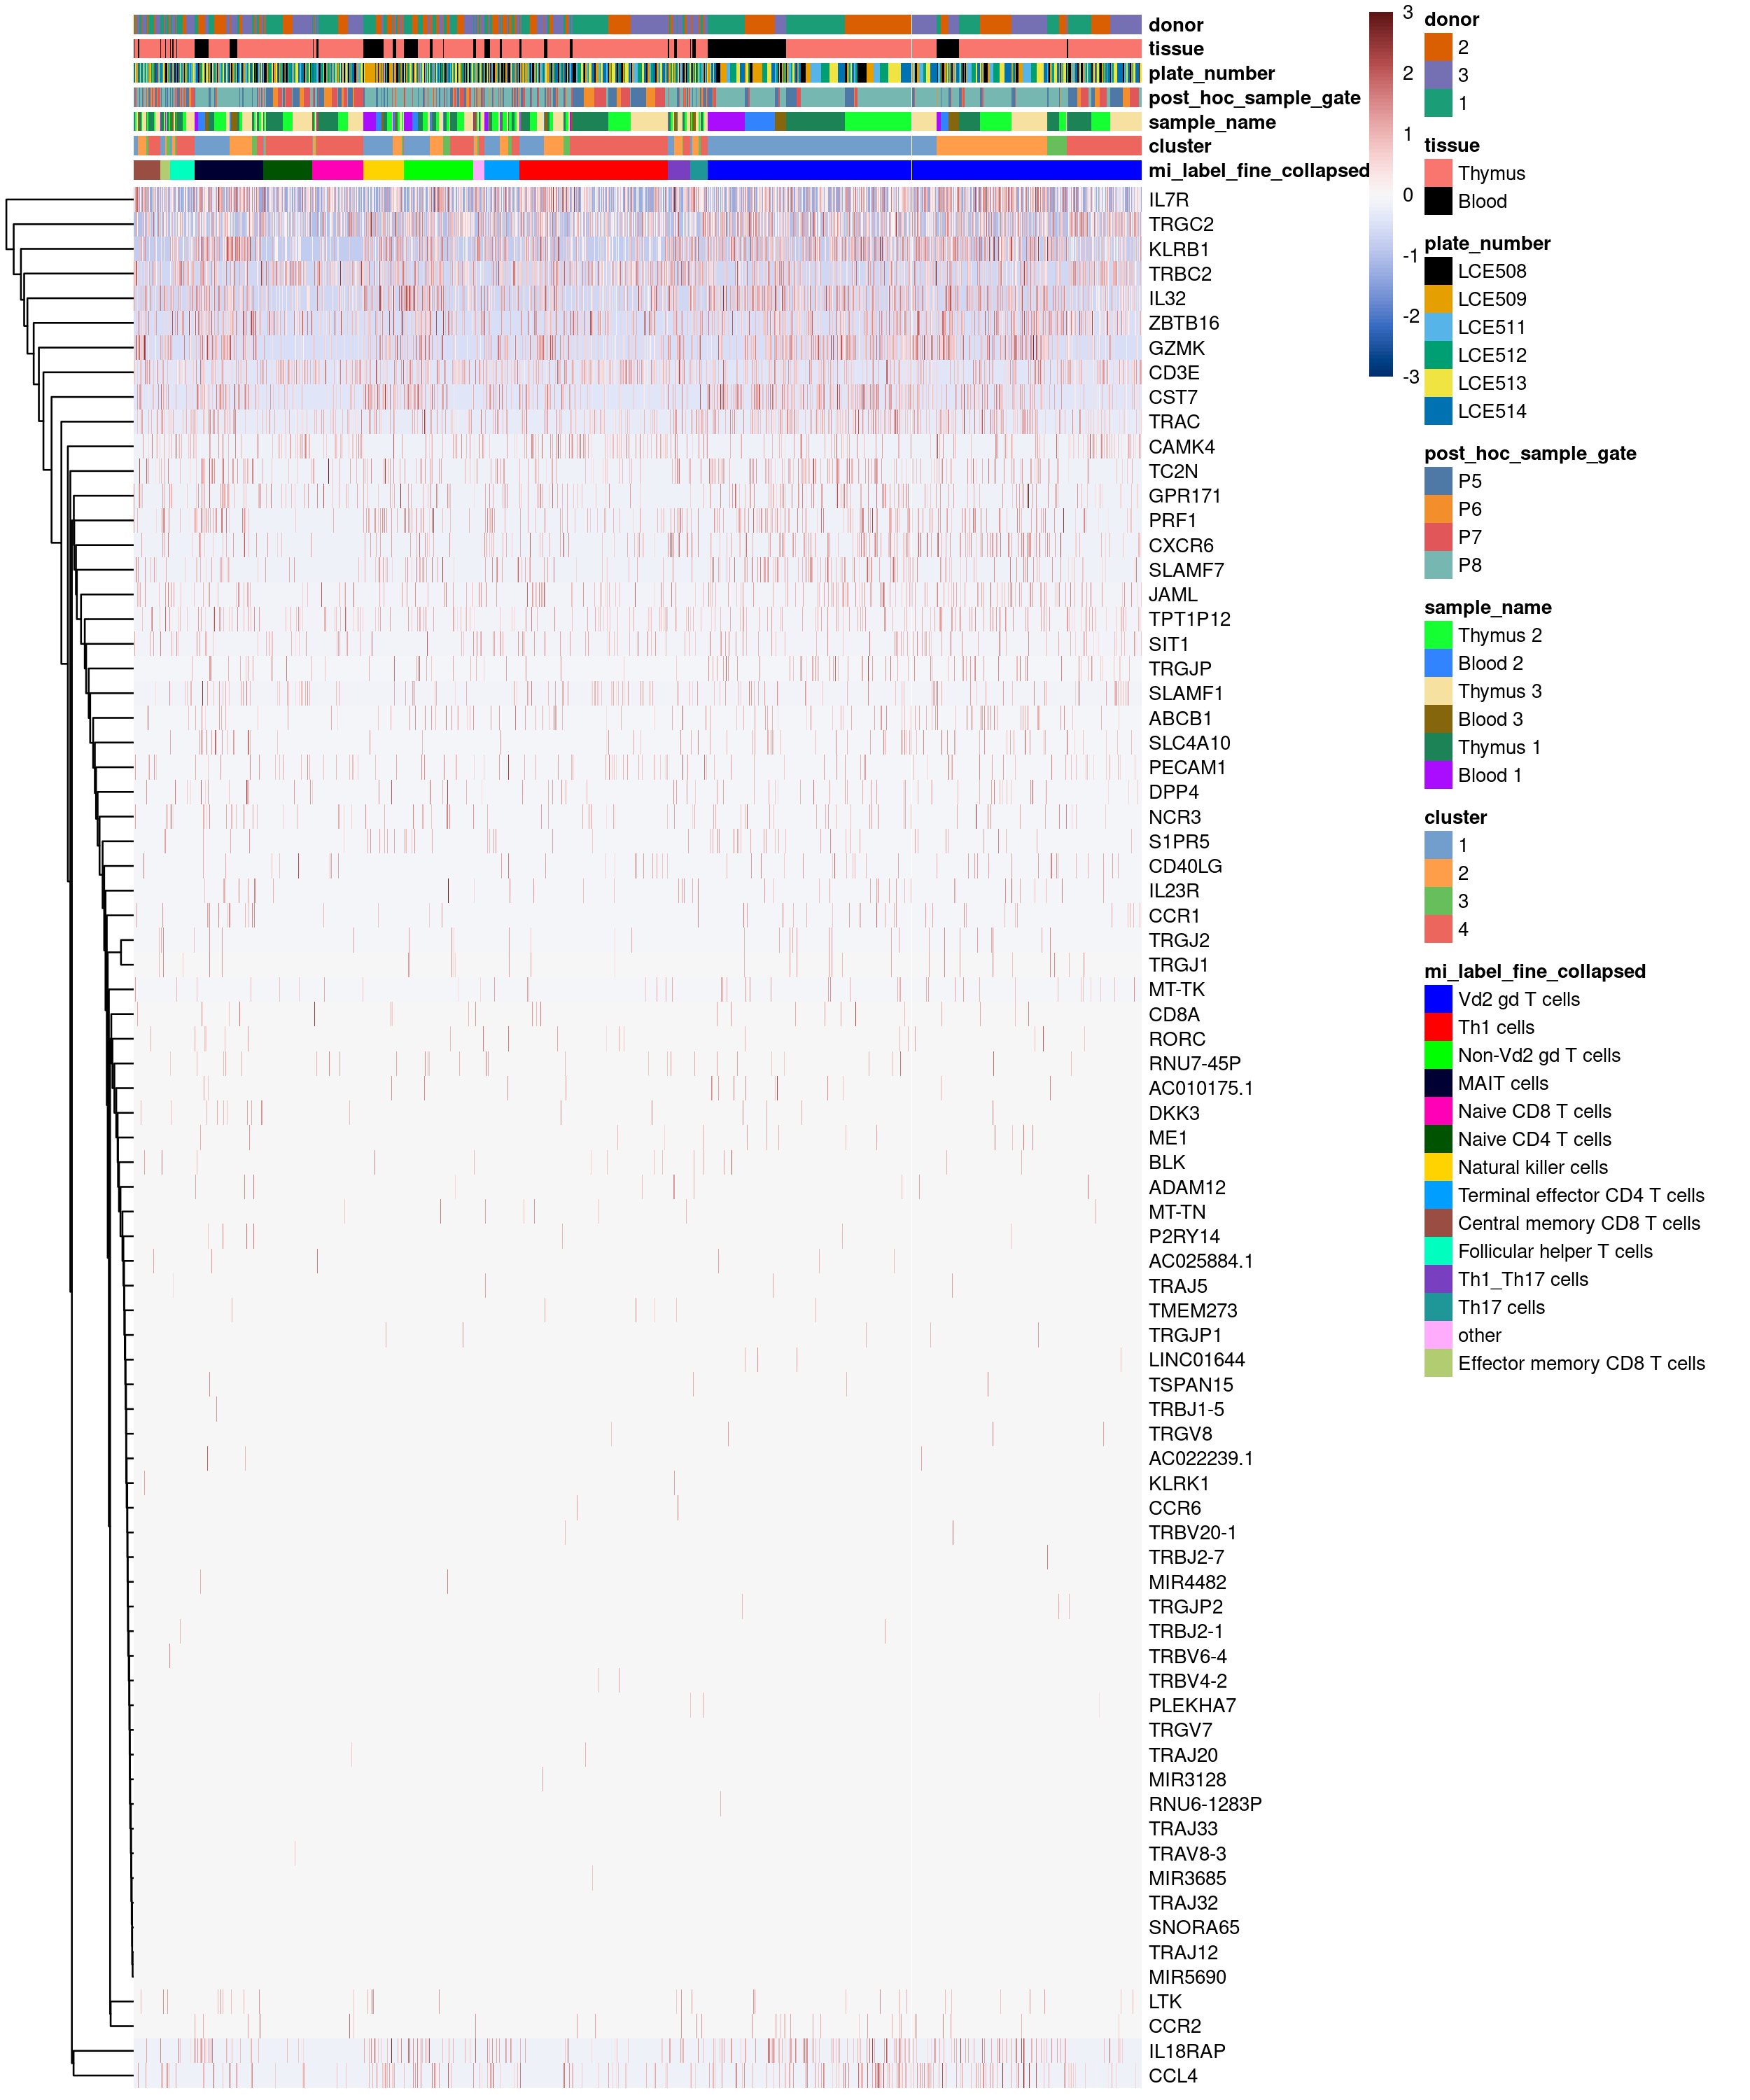 donor
tissue
plate_number
post_hoc_sample_gate
sample_name
cluster
mi_label_fine_collapsed
IL7R
TRGC2
KLRB1
TRBC2
IL32
ZBTB16
GZMK
CD3E
CST7
TRAC
CAMK4
TC2N
GPR171
PRF1
CXCR6
SLAMF7
JAML
TPT1P12
SIT1
TRGJP
SLAMF1
ABCB1
SLC4A10
PECAM1
DPP4
NCR3
S1PR5
CD40LG
IL23R
CCR1
TRGJ2
TRGJ1
MT-TK
CD8A
RORC
RNU7-45P
AC010175.1
DKK3
ME1
BLK
ADAM12
MT-TN
P2RY14
AC025884.1
TRAJ5
TMEM273
TRGJP1
LINC01644
TSPAN15
TRBJ1-5
TRGV8
AC022239.1
KLRK1
CCR6
TRBV20-1
TRBJ2-7
MIR4482
TRGJP2
TRBJ2-1
TRBV6-4
TRBV4-2
PLEKHA7
TRGV7
TRAJ20
MIR3128
RNU6-1283P
TRAJ33
TRAV8-3
MIR3685
TRAJ32
SNORA65
TRAJ12
MIR5690
LTK
CCR2
IL18RAP
CCL4
3
2
1
0
-1
-2
-3
donor
2
3
1
tissue
Thymus
Blood
plate_number
LCE508
LCE509
LCE511
LCE512
LCE513
LCE514
post_hoc_sample_gate
P5
P6
P7
P8
sample_name
Thymus 2
Blood 2
Thymus 3
Blood 3
Thymus 1
Blood 1
cluster
1
2
3
4
mi_label_fine_collapsed
Vd2 gd T cells
Th1 cells
Non-Vd2 gd T cells
MAIT cells
Naive CD8 T cells
Naive CD4 T cells
Natural killer cells
Terminal effector CD4 T cells
Central memory CD8 T cells
Follicular helper T cells
Th1_Th17 cells
Th17 cells
other
Effector memory CD8 T cells